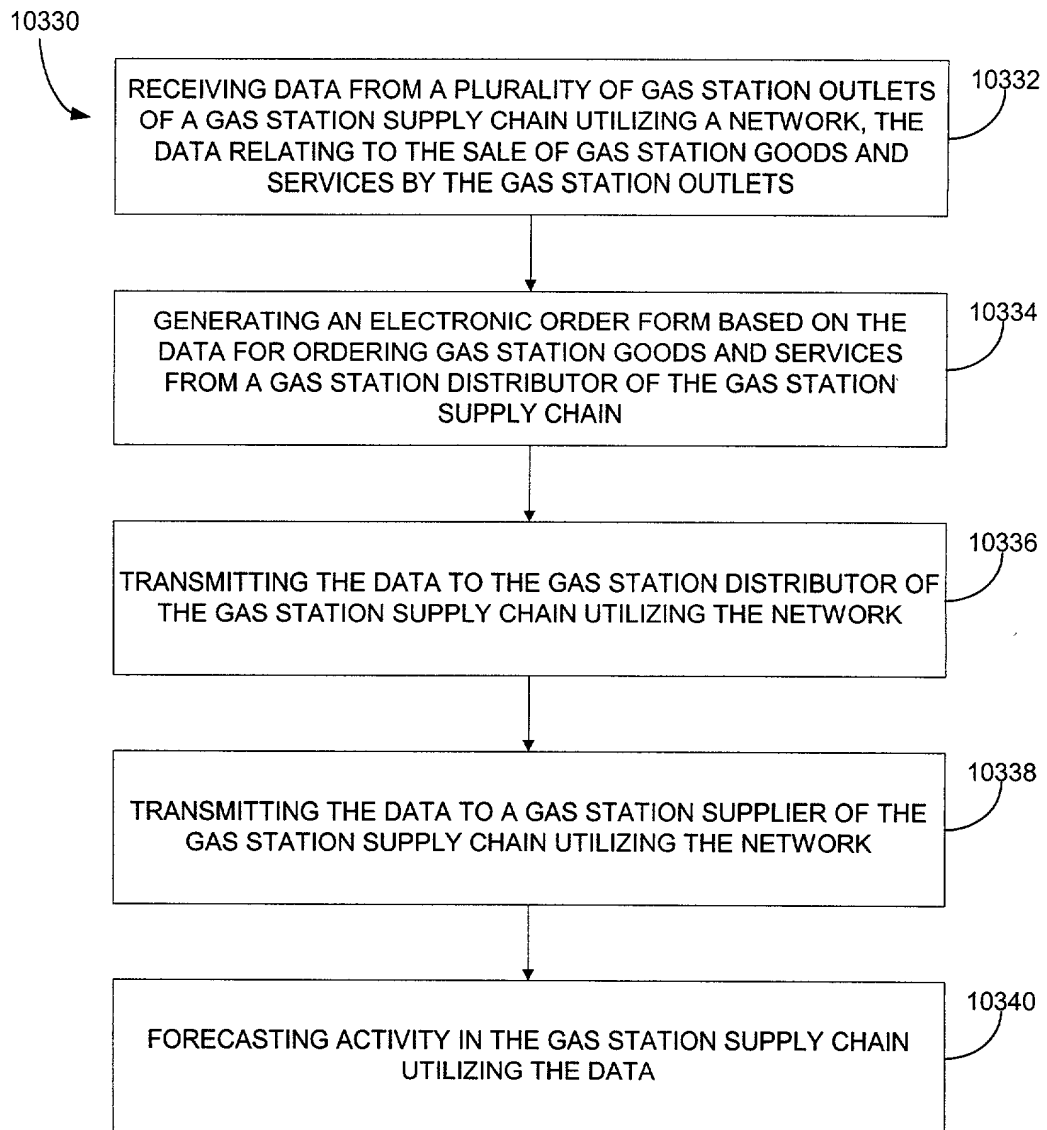 10330
10332
RECEIVING DATA FROM A PLURALITY OF GAS STATION OUTLETS
OF A GAS STATION SUPPLY CHAIN UTILIZING A NETWORK, THE
DATA RELATING TO THE SALE OF GAS STATION GOODS AND
SERVICES BY THE GAS STATION OUTLETS
10334
GENERATING AN ELECTRONIC ORDER FORM BASED ON THE
DATA FOR ORDERING GAS STATION GOODS AND SERVICES
FROM A GAS STATION DISTRIBUTOR OF THE GAS STATION
SUPPLY CHAIN
10336
TRANSMITTING THE DATA TO THE GAS STATION DISTRIBUTOR OF
THE GAS STATION SUPPLY CHAIN UTILIZING THE NETWORK
10338
TRANSMITTING THE DATA TO A GAS STATION SUPPLIER OF THE
GAS STATION SUPPLY CHAIN UTILIZING THE NETWORK
10340
FORECASTING ACTIVITY IN THE GAS STATION SUPPLY CHAIN
UTILIZING THE DATA